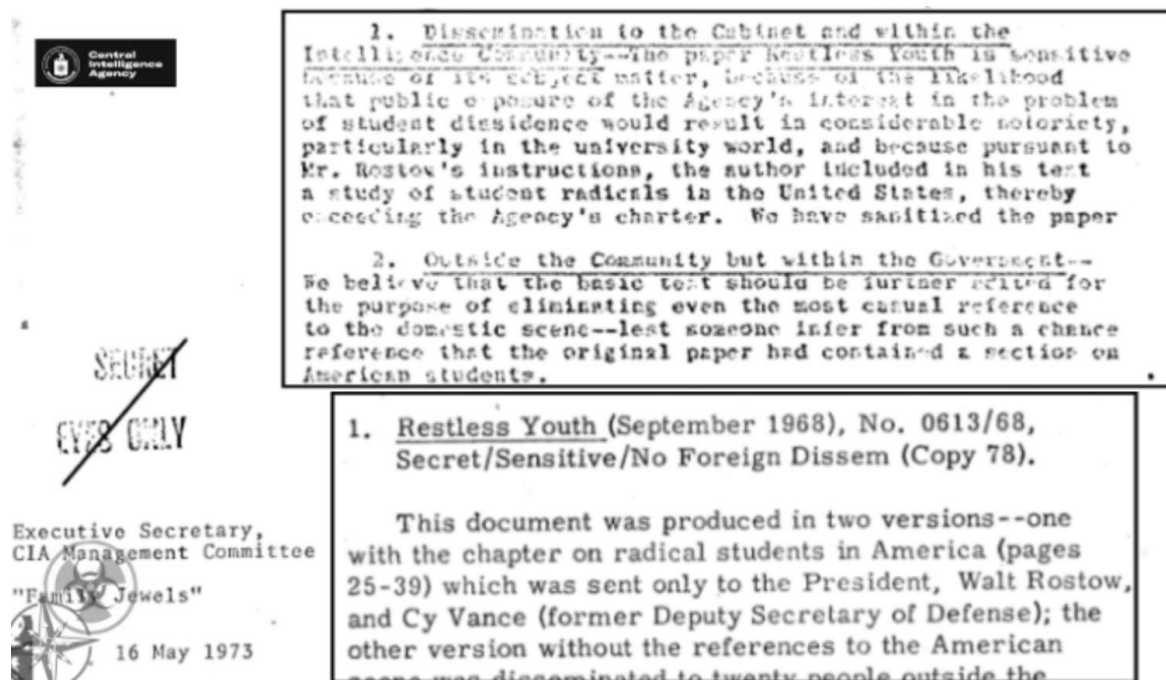 Central
Intelligence
Agency
1. Dissemination to the Cabinet and within the
Intelligence Community--The paper Restless Youth is sensitive
because of its subject matter, because of the likelihood
that public exposure of the Agency's interest in the problem
of student dissidence would result in considerable notoriety,
particularly in the university world, and because pursuant to
Mr. Rostow's instructions, the author included in his text
a study of student radicals in the United States, thereby
exceeding the Agency's charter. We have sanitized the paper
2. Outside the Community but within the Government--
We believe that the basic text should be further edited for
the purpose of eliminating even the most casual reference
to the domestic scene--lest someone infer from such a chance
reference that the original paper had contained a section on
American students.
SECRET
EYES ONLY
Executive Secretary,
CIA Management Committee
"Family Jewels"
16 May 1973
1. Restless Youth (September 1968), No. 0613/68,
Secret/Sensitive/No Foreign Dissem (Copy 78).
This document was produced in two versions--one
with the chapter on radical students in America (pages
25-39) which was sent only to the President, Walt Rostow,
and Cy Vance (former Deputy Secretary of Defense); the
other version without the references to the American
scene was disseminated to twenty people outside the